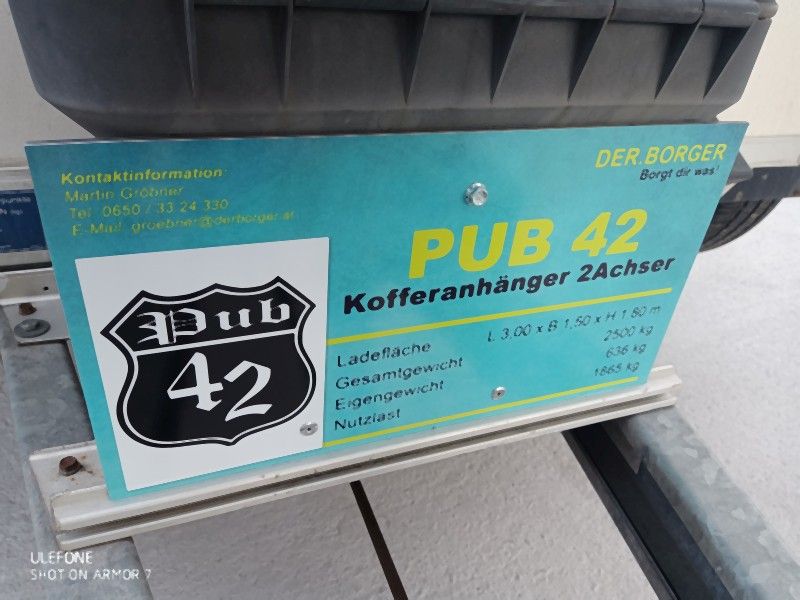 Kontaktinformation:
Martin Gröbner
Tel. 0650 / 33 24 330
E-Mail: groebner@derborger.at
DER.BORGER
Borgt dir was!
PUB 42
Kofferanhänger 2Achser
Ladefläche L 3,00 x B 1,50 x H 1,80 m
Gesamtgewicht 2500 kg
Eigengewicht 636 kg
Nutzlast 1865 kg
Pub
42
ULEFONE
SHOT ON ARMOR 7